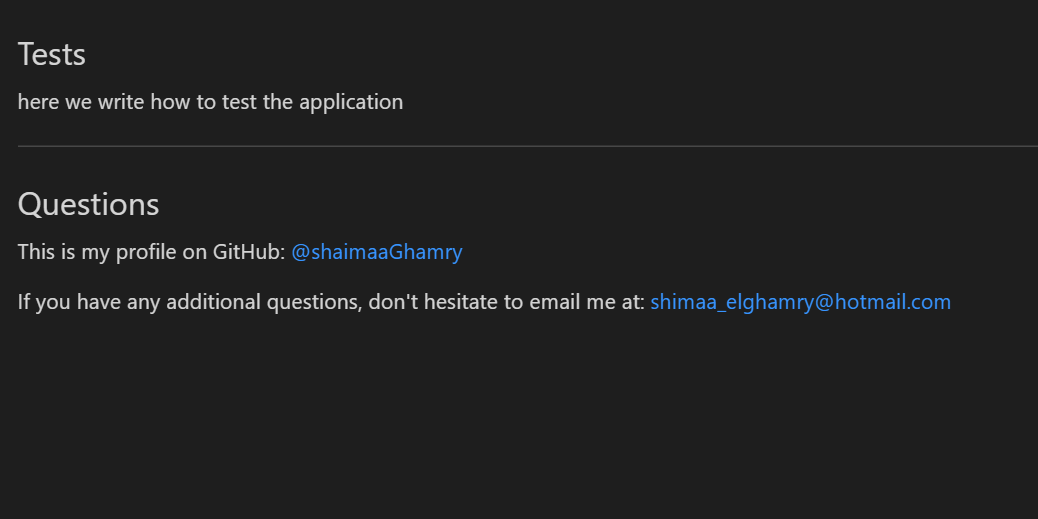 Tests
here we write how to test the application
Questions
This is my profile on GitHub: @shaimaaGhamry
If you have any additional questions, don't hesitate to email me at: shimaa_elghamry@hotmail.com